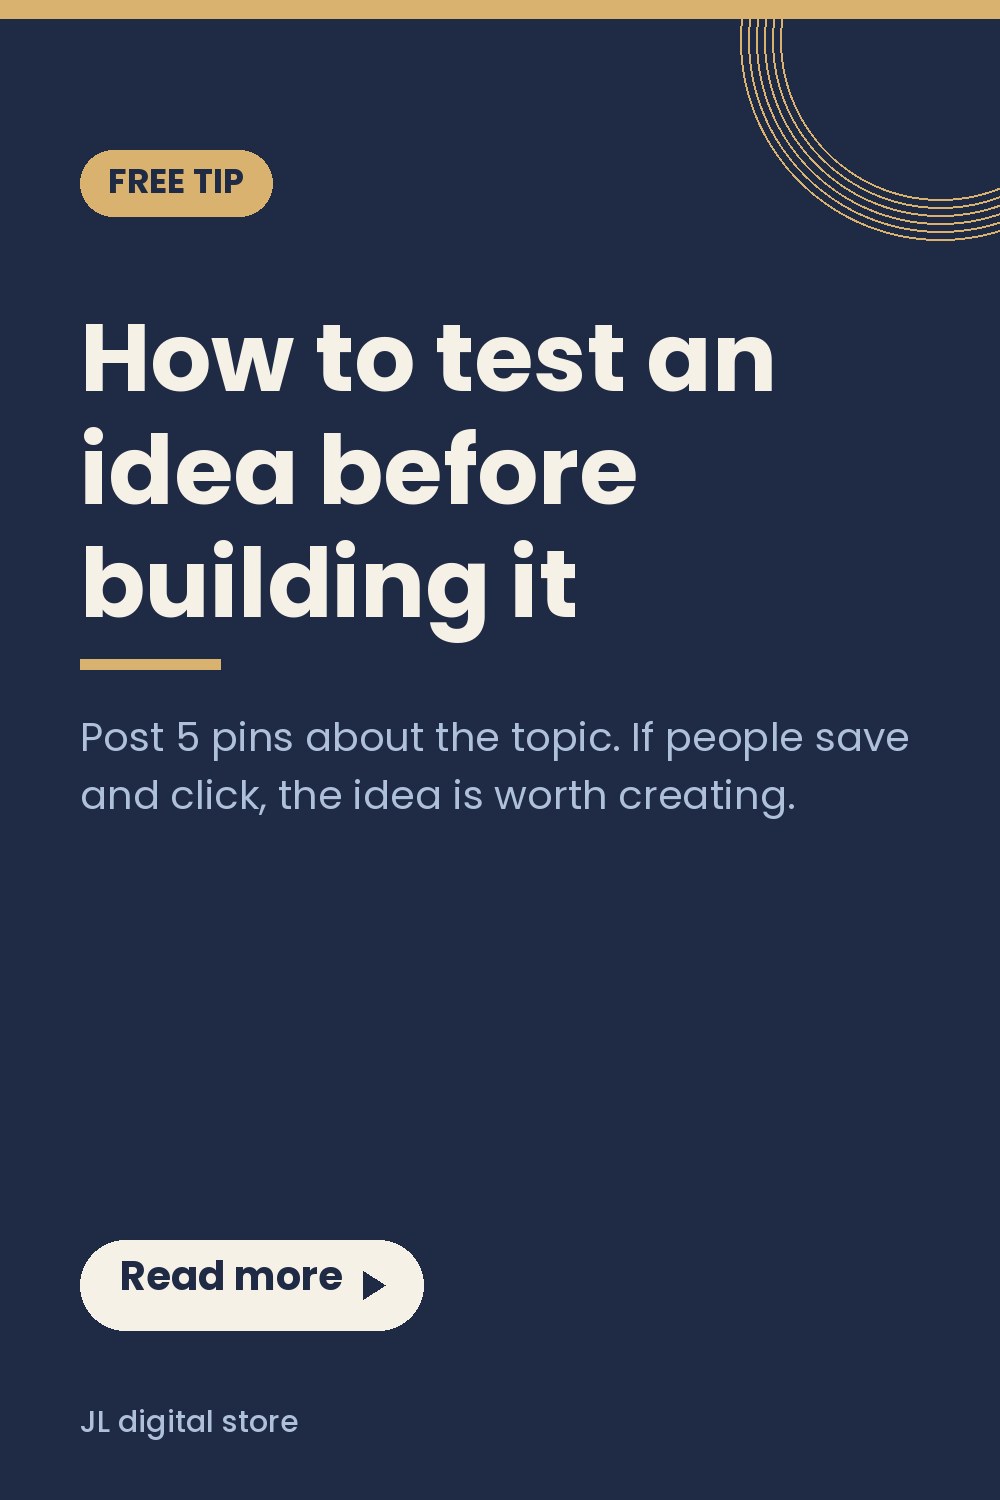 FREE TIP
How to test an
idea before
building it
Post 5 pins about the topic. If people save
and click, the idea is worth creating.
Read more
JL digital store